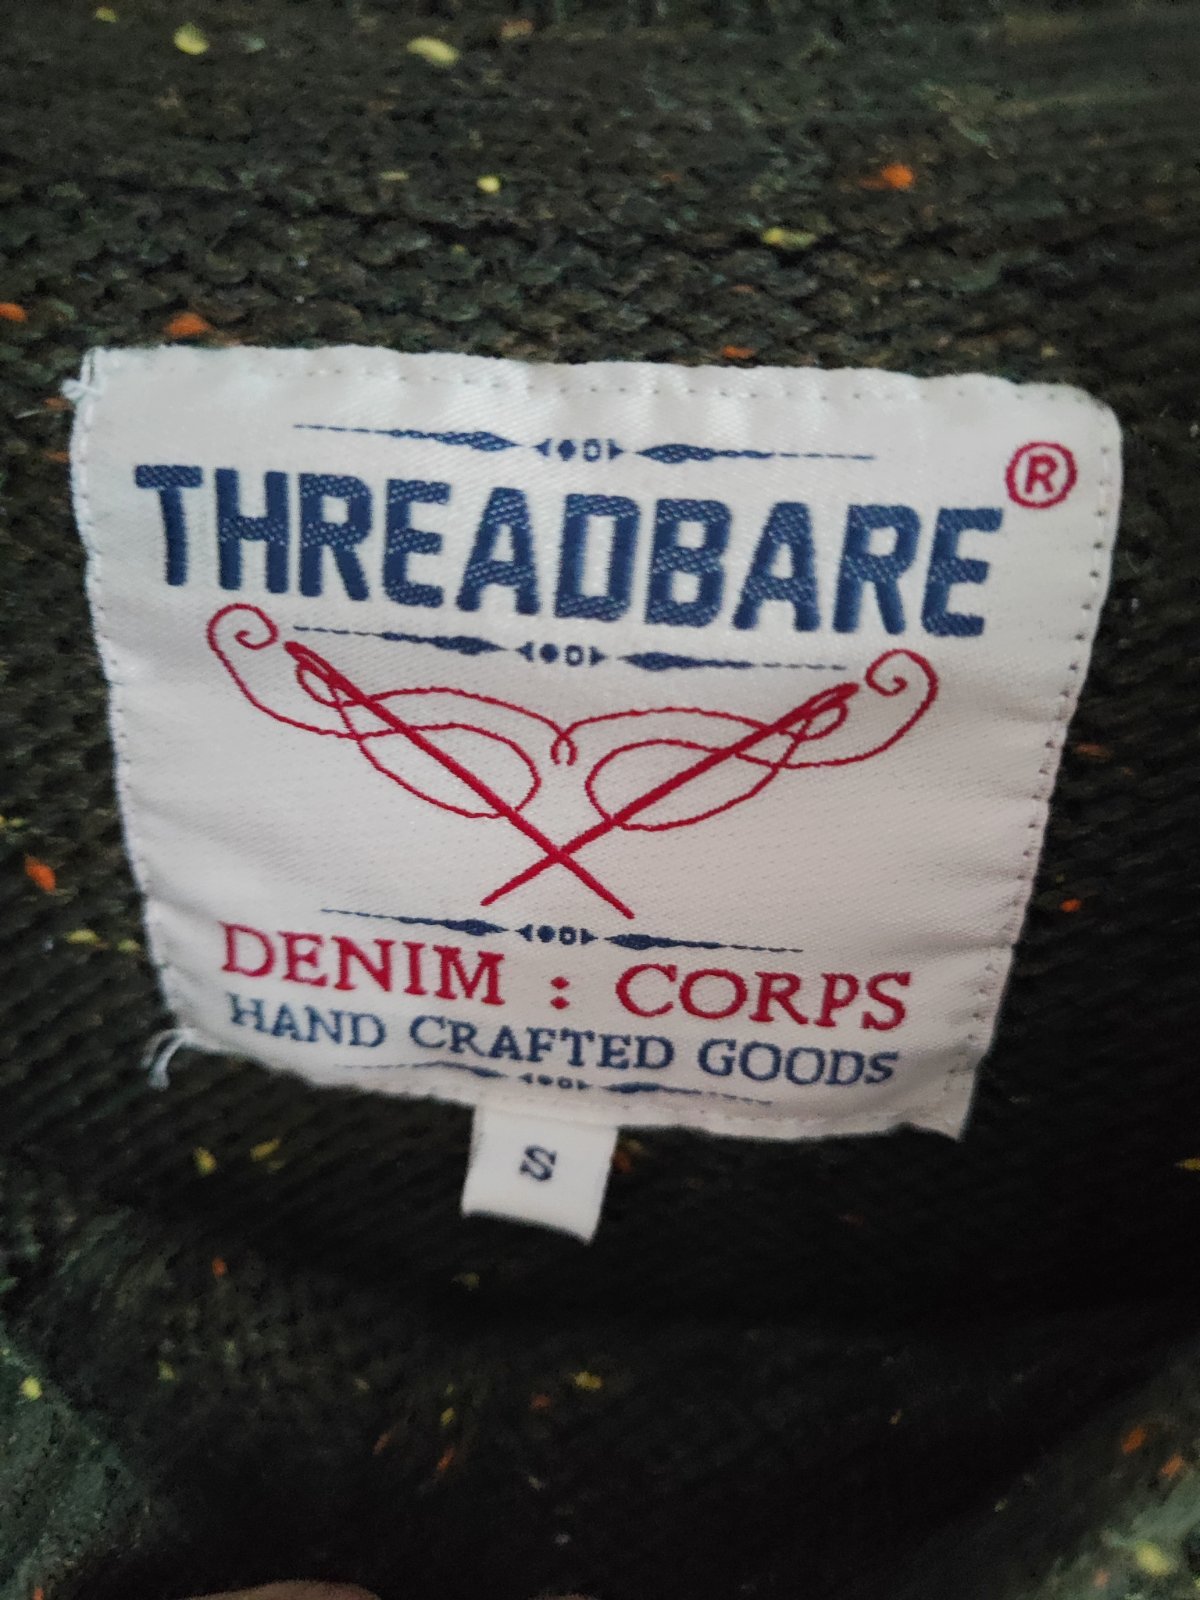 THREADBARE ®
DENIM : CORPS
HAND CRAFTED GOODS
S